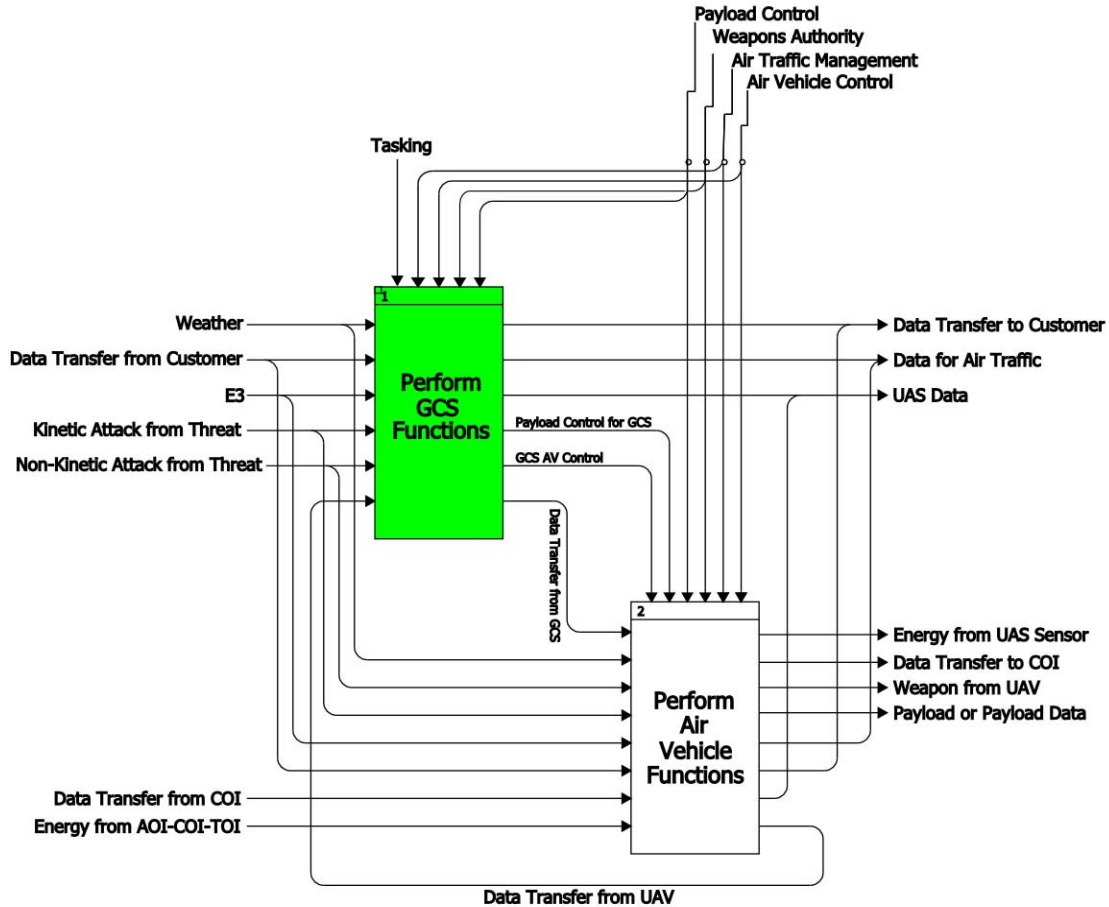 Payload Control
Weapons Authority
Air Traffic Management
Air Vehicle Control
Tasking
1
Weather
Data Transfer to Customer
Data Transfer from Customer
Data for Air Traffic
Perform
GCS
Functions
E3
UAS Data
Kinetic Attack from Threat
Payload Control for GCS
Non-Kinetic Attack from Threat
GCS AV Control
Data Transfer from GCS
2
Energy from UAS Sensor
Data Transfer to COI
Weapon from UAV
Payload or Payload Data
Perform
Air
Vehicle
Functions
Data Transfer from COI
Energy from AOI-COI-TOI
Data Transfer from UAV